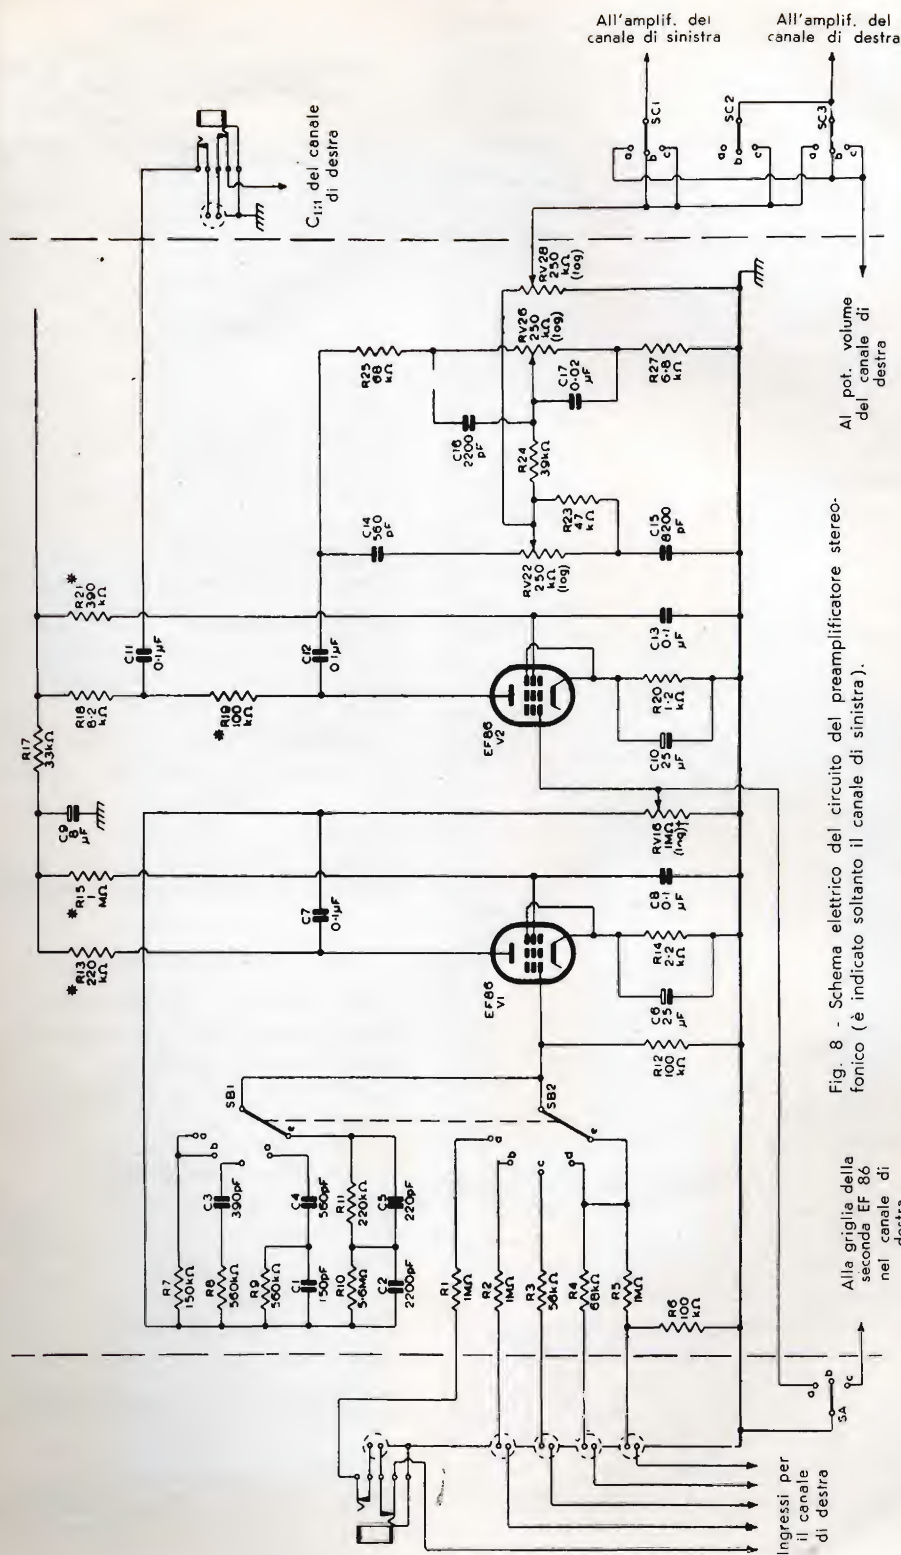 All'amplif. del
canale di sinistra
All'amplif. del
canale di destra
SC1
a
b
c
SC2
a
b
c
SC3
a
b
c
C11 del canale
di destra
RV28
250
kΩ
(log)
RV26
250
kΩ
(log)
R25
68
kΩ
C17
0·02
μF
R27
6·8
kΩ
C16
2200
pF
R24
39kΩ
R23
47
kΩ
C14
560
pF
RV22
250
kΩ
(log)
C15
8200
pF
Al pot. volume
del canale di
destra
R21*
390
kΩ
C11
0·1μF
C12
0·1μF
C13
0·1
μF
R18
8·2
kΩ
*R19
100
kΩ
EF86
V2
R20
1·2
kΩ
C10
25
μF
R17
33kΩ
C9
8
μF
RV16
1MΩ
(log)†
*R15
1
MΩ
C7
0·1μF
C8
0·1
μF
*R13
220
kΩ
EF86
V1
R14
2·2
kΩ
C6
25
μF
R12
100
kΩ
SB1
a
b
e
SB2
a
b
c
d
e
C3
390pF
C4
560pF
R11
220kΩ
C5
220pF
R7
150kΩ
R8
560kΩ
R9
560kΩ
C1
150pF
R10
5·6MΩ
C2
2200pF
R1
1MΩ
R2
1MΩ
R3
56kΩ
R4
68kΩ
R5
1MΩ
R6
100
kΩ
SA
a
b
c
Alla griglia della
seconda EF 86
nel canale di
destra
Ingressi per
il canale
di destra
Fig. 8 - Schema elettrico del circuito del preamplificatore stereo-
fonico (è indicato soltanto il canale di sinistra).